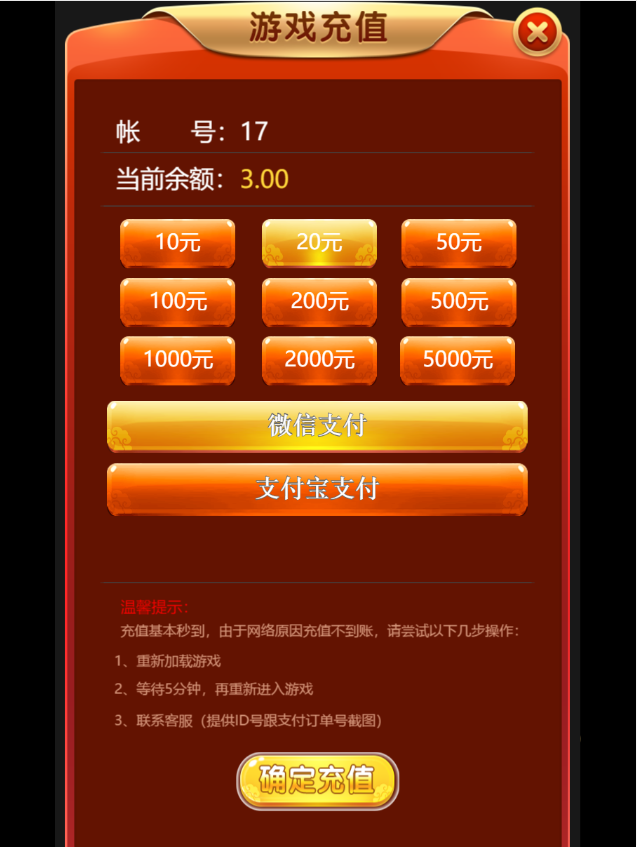 游戏充值
帐 号：17
当前余额：3.00
10元 20元 50元
100元 200元 500元
1000元 2000元 5000元
微信支付
支付宝支付
温馨提示：
充值基本秒到，由于网络原因充值不到账，请尝试以下几步操作：
1、重新加载游戏
2、等待5分钟，再重新进入游戏
3、联系客服（提供ID号跟支付订单号截图）
确定充值